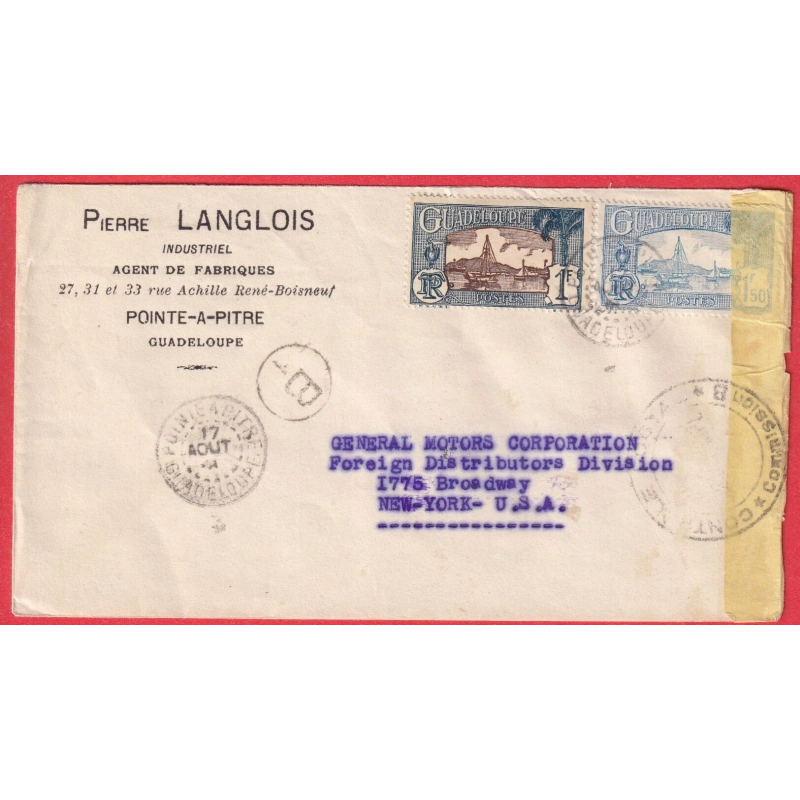 PIERRE LANGLOIS
INDUSTRIEL
AGENT DE FABRIQUES
27, 31 et 33 rue Achille René-Boisneuf
POINTE-A-PITRE
GUADELOUPE
GUADELOUPE
1F
RF POSTES
GUADELOUPE
1F50
RF POSTES
GUADELOUPE
POINTE A PITRE
17
AOUT
GUADELOUPE
GENERAL MOTORS CORPORATION
Foreign Distributors Division
1775 Broadway
NEW-YORK- U.S.A.
COMMISSION B